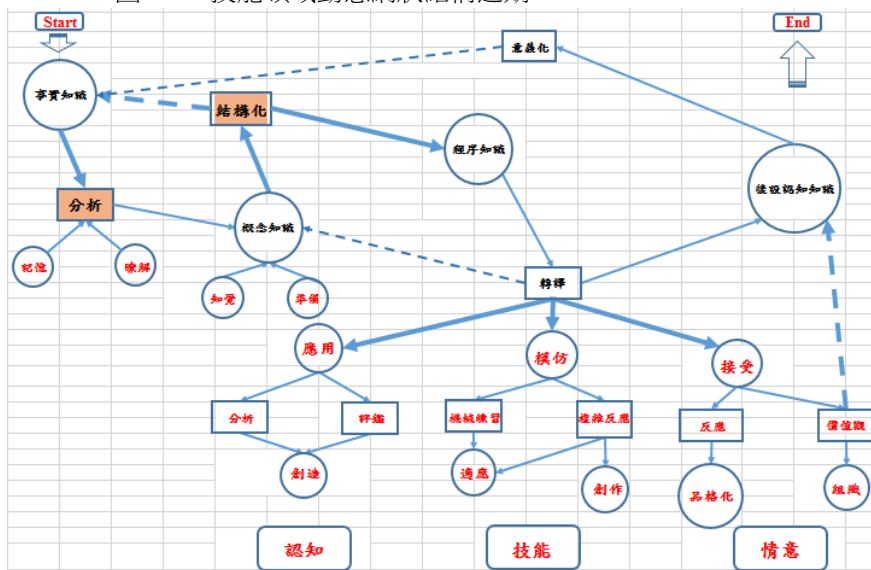 Start
End
意義化
事實知識
結構化
程序知識
後設認知知識
分析
概念知識
記憶
瞭解
知覺
準備
轉譯
應用
模仿
接受
分析
評鑑
機械練習
複雜反應
反應
價值觀
創造
適應
創作
品格化
組織
認知
技能
情意